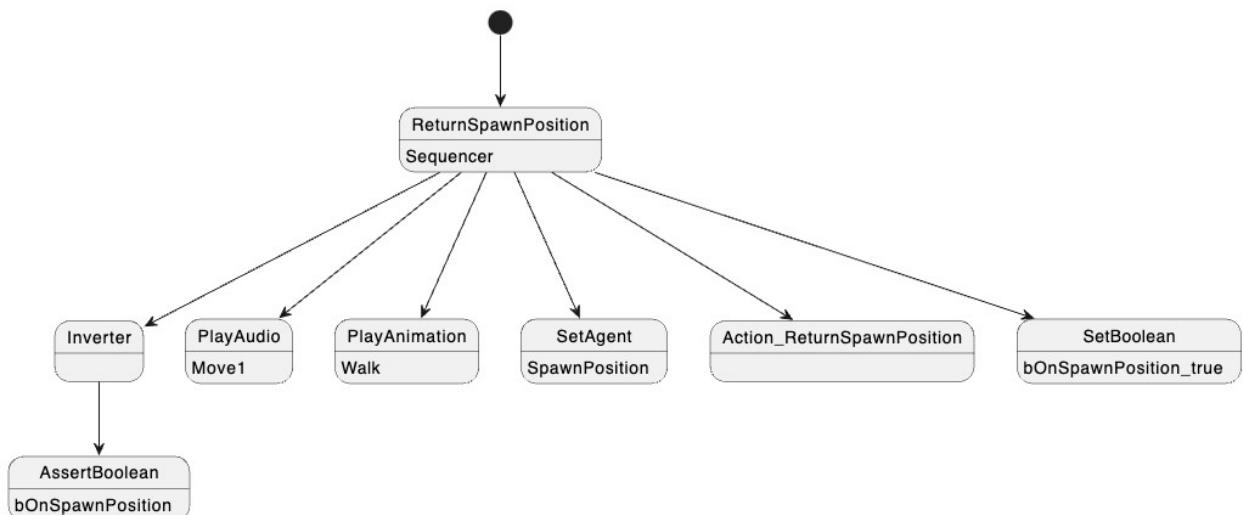 ReturnSpawnPosition
Sequencer
Inverter
PlayAudio
Move1
PlayAnimation
Walk
SetAgent
SpawnPosition
Action_ReturnSpawnPosition
SetBoolean
bOnSpawnPosition_true
AssertBoolean
bOnSpawnPosition